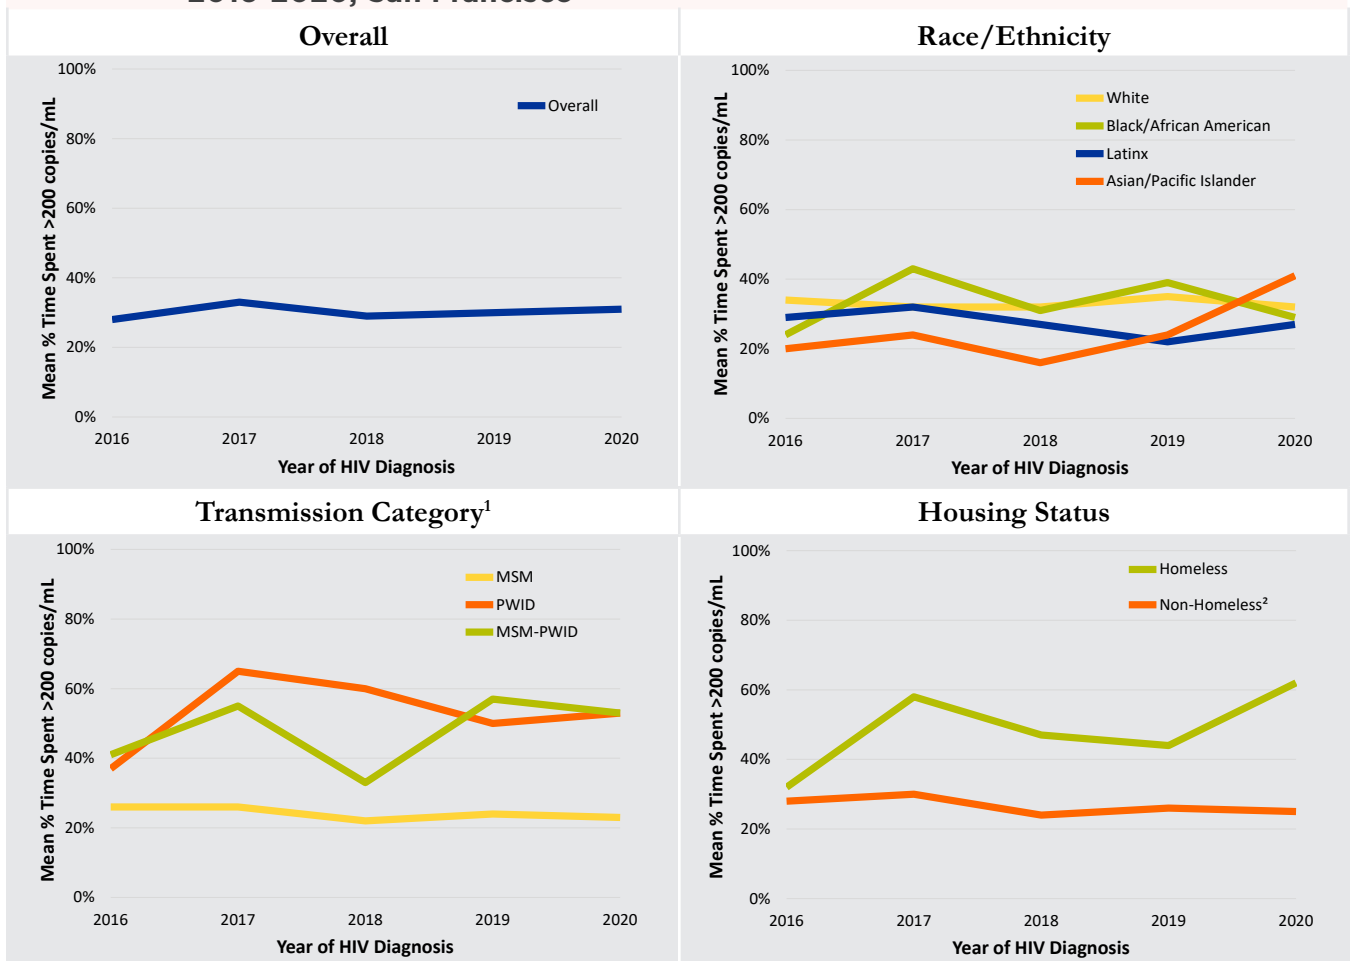 Overall
100%
80%
60%
40%
20%
0%
Mean % Time Spent >200 copies/mL
Overall
2016 2017 2018 2019 2020
Year of HIV Diagnosis
Race/Ethnicity
100%
80%
60%
40%
20%
0%
Mean % Time Spent >200 copies/mL
White
Black/African American
Latinx
Asian/Pacific Islander
2016 2017 2018 2019 2020
Year of HIV Diagnosis
Transmission Category¹
100%
80%
60%
40%
20%
0%
Mean % Time Spent >200 copies/mL
MSM
PWID
MSM-PWID
2016 2017 2018 2019 2020
Year of HIV Diagnosis
Housing Status
100%
80%
60%
40%
20%
0%
Mean % Time Spent >200 copies/mL
Homeless
Non-Homeless²
2016 2017 2018 2019 2020
Year of HIV Diagnosis